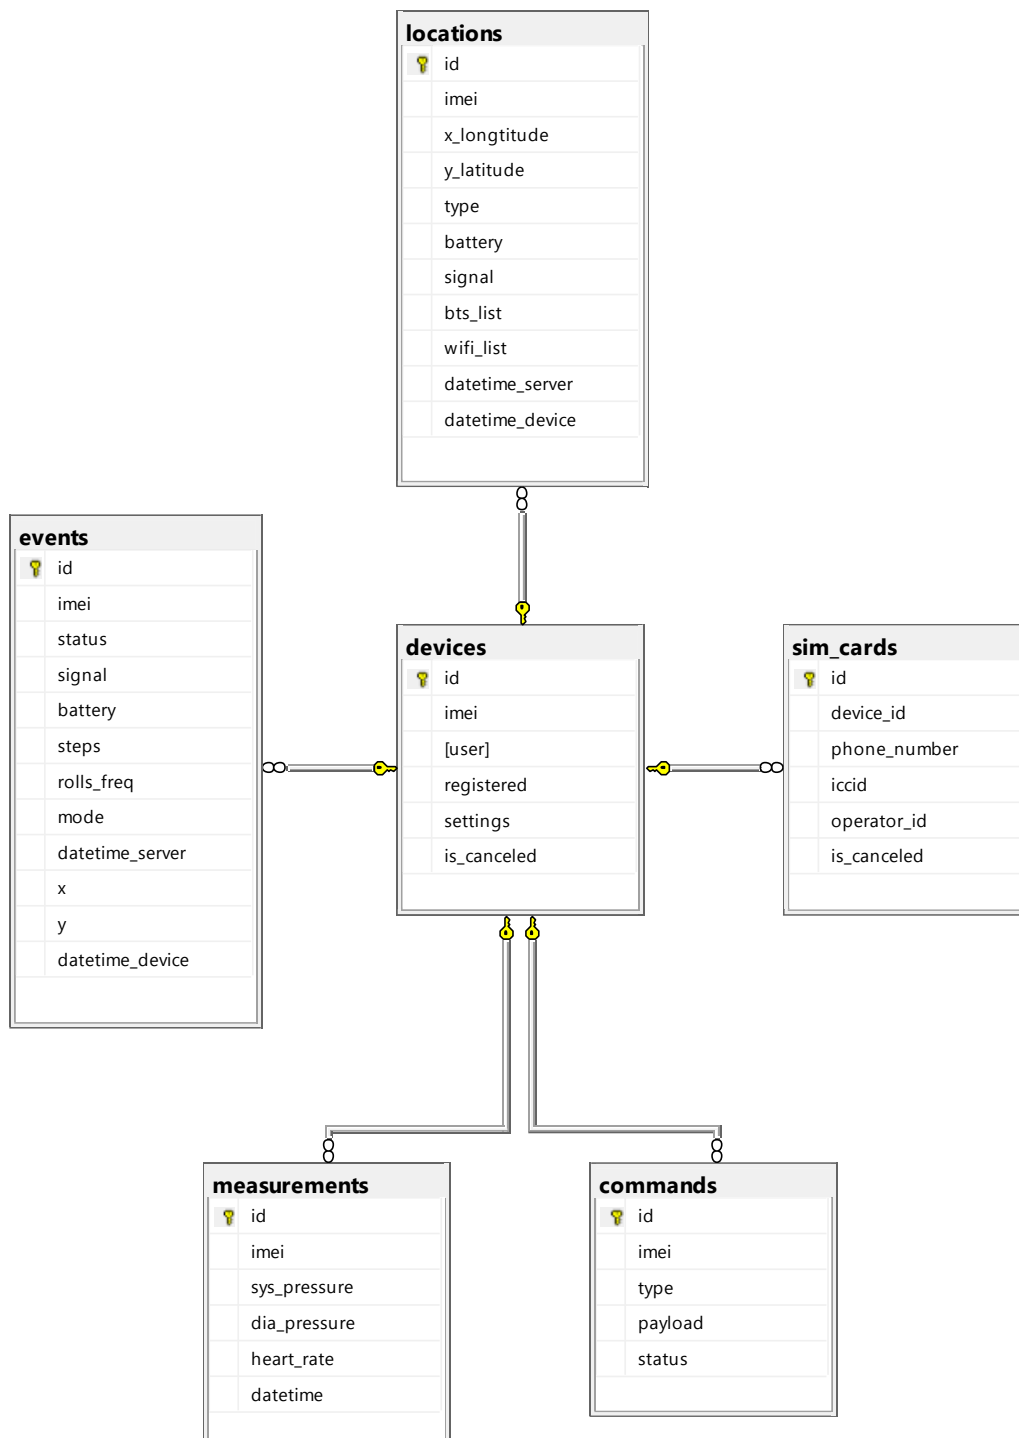 locations
id
imei
x_longtitude
y_latitude
type
battery
signal
bts_list
wifi_list
datetime_server
datetime_device
events
id
imei
status
signal
battery
steps
rolls_freq
mode
datetime_server
x
y
datetime_device
devices
id
imei
[user]
registered
settings
is_canceled
sim_cards
id
device_id
phone_number
iccid
operator_id
is_canceled
measurements
id
imei
sys_pressure
dia_pressure
heart_rate
datetime
commands
id
imei
type
payload
status